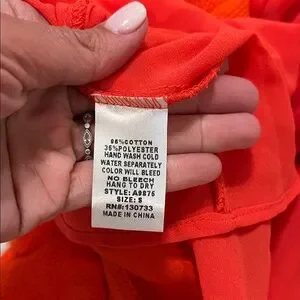 65%COTTON
35%POLYESTER
HAND WASH COLD
WATER SEPARATELY
COLOR WILL BLEED
NO BLEECH
HANG TO DRY
STYLE: A9875
SIZE: S
RN#:130733
MADE IN CHINA